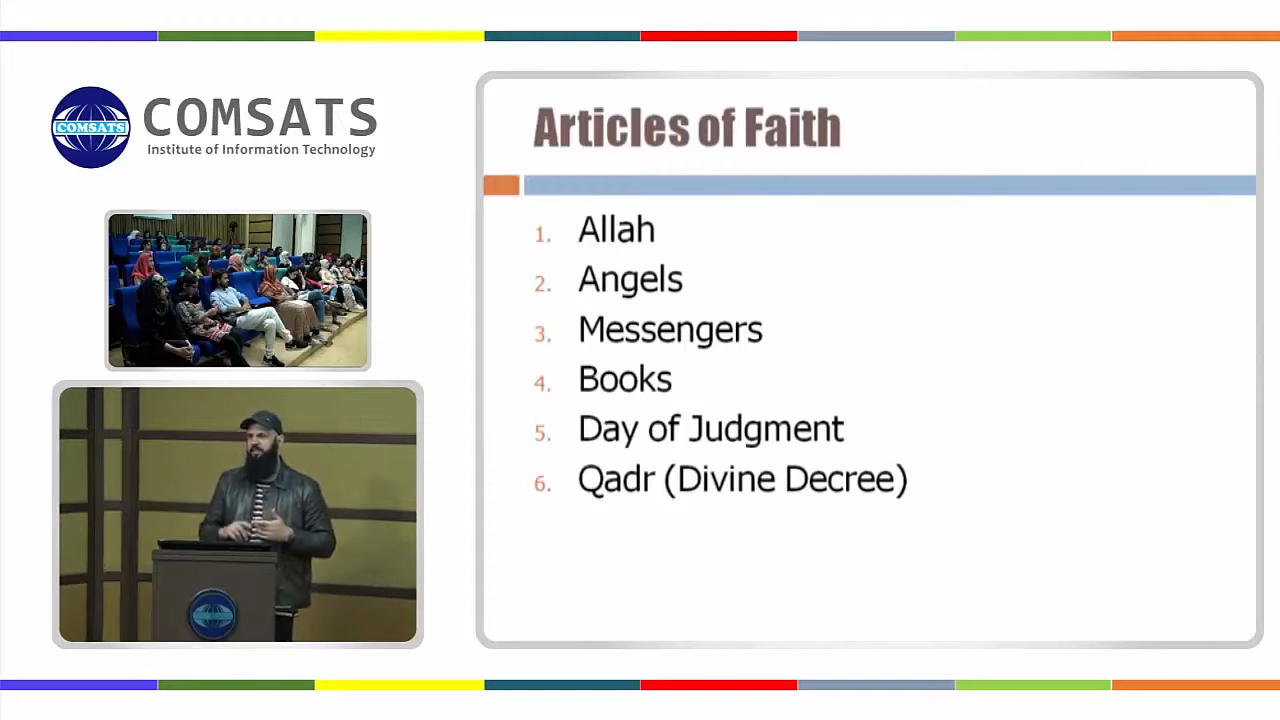 COMSATS
COMSATS
Institute of Information Technology
Articles of Faith
1. Allah
2. Angels
3. Messengers
4. Books
5. Day of Judgment
6. Qadr (Divine Decree)